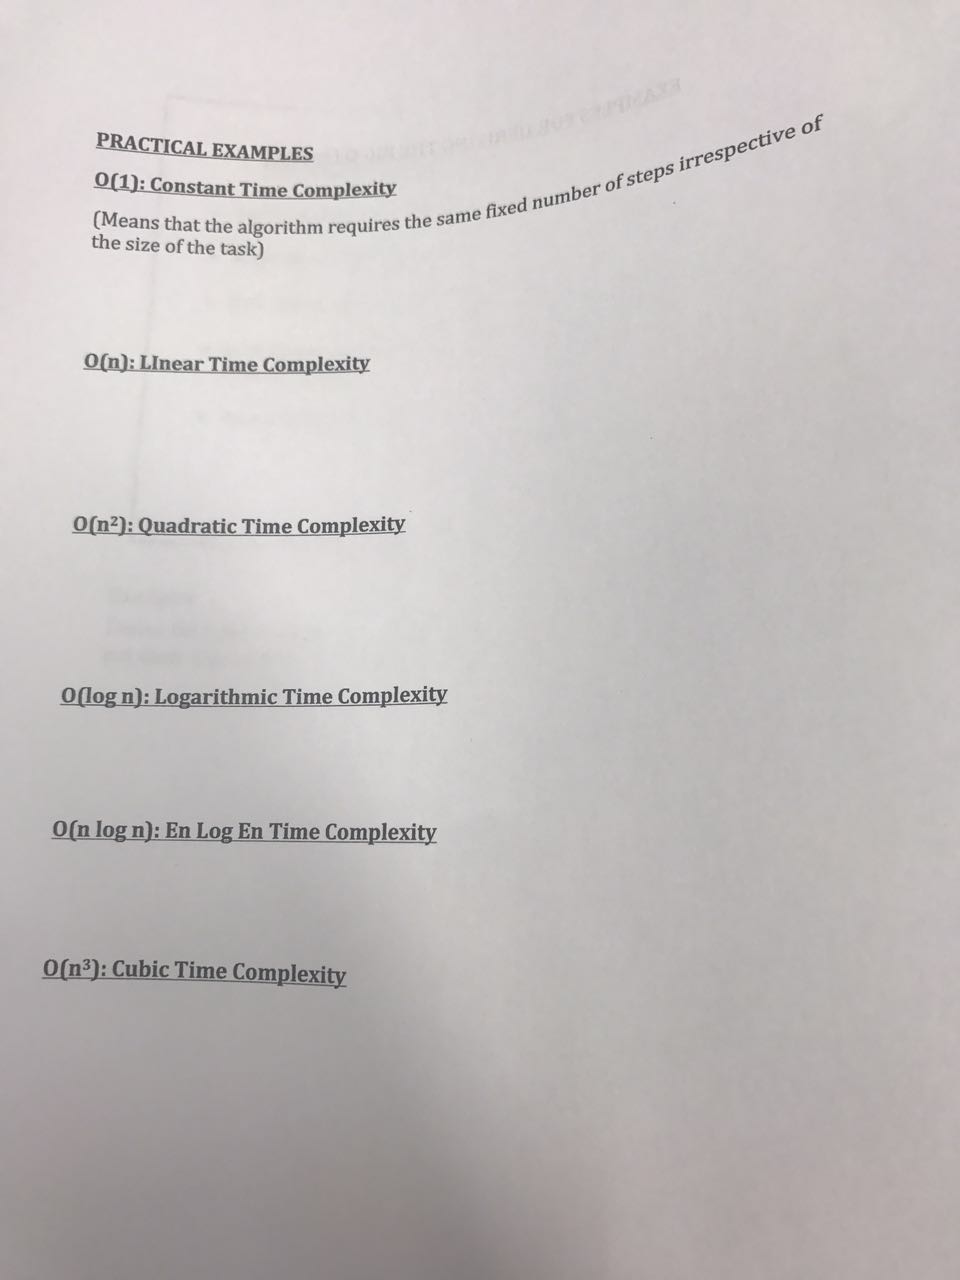 PRACTICAL EXAMPLES
O(1): Constant Time Complexity
(Means that the algorithm requires the same fixed number of steps irrespective of
the size of the task)
O(n): LInear Time Complexity
O(n²): Quadratic Time Complexity
O(log n): Logarithmic Time Complexity
O(n log n): En Log En Time Complexity
O(n³): Cubic Time Complexity